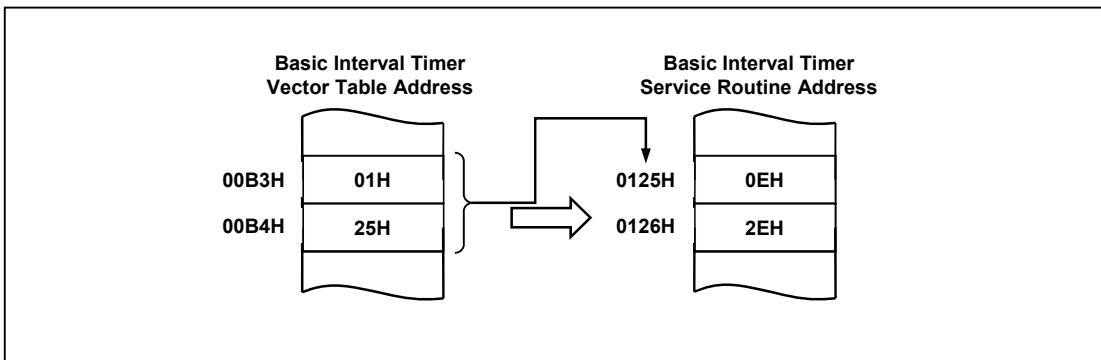 Basic Interval Timer
Vector Table Address
Basic Interval Timer
Service Routine Address
00B3H
01H
0125H
0EH
00B4H
25H
0126H
2EH